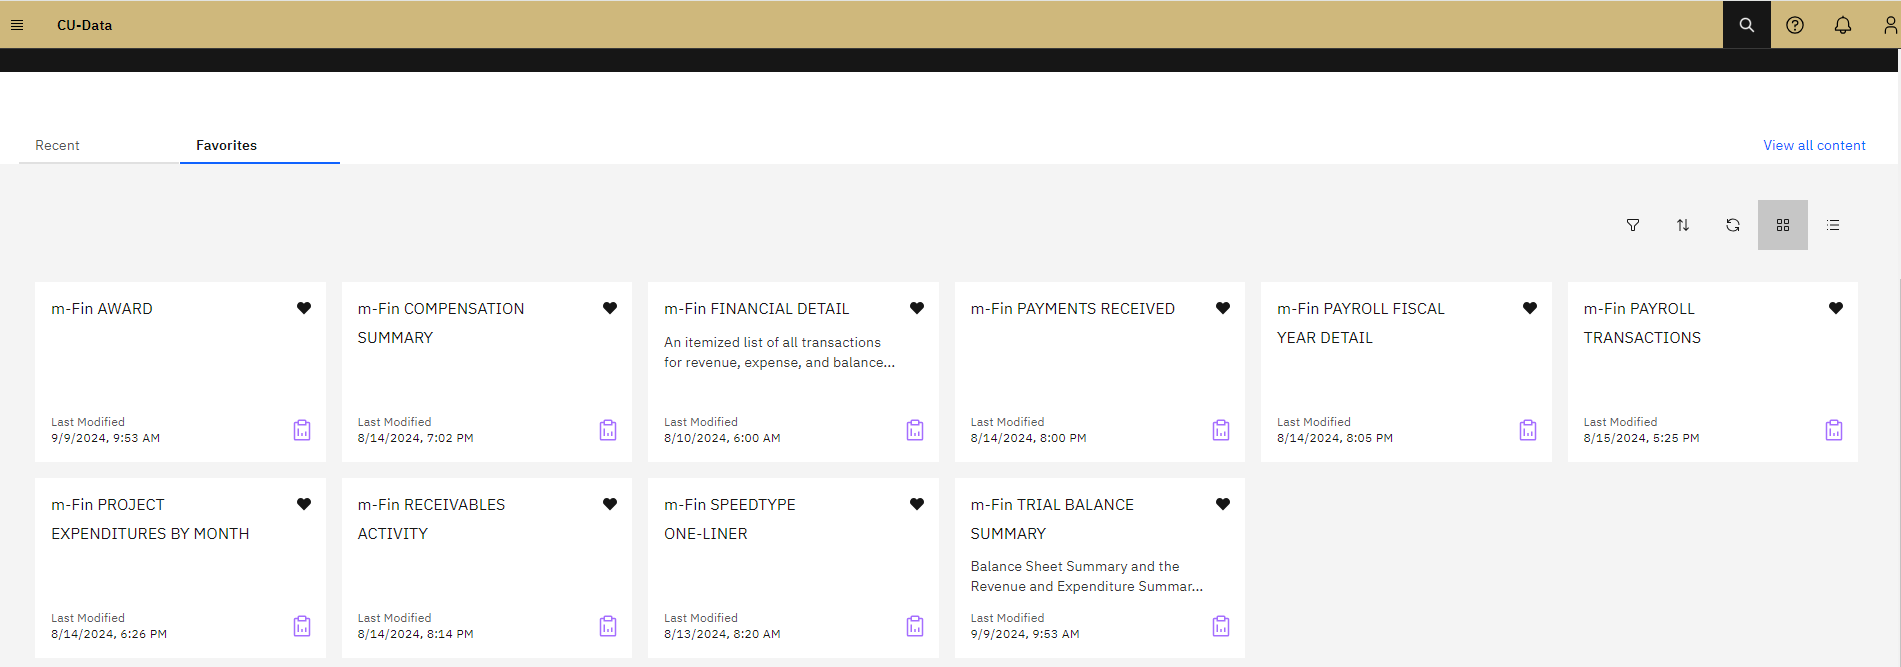 CU-Data
Recent
Favorites
View all content
m-Fin AWARD
Last Modified
9/9/2024, 9:53 AM
m-Fin COMPENSATION
SUMMARY
Last Modified
8/14/2024, 7:02 PM
m-Fin FINANCIAL DETAIL
An itemized list of all transactions
for revenue, expense, and balance...
Last Modified
8/10/2024, 6:00 AM
m-Fin PAYMENTS RECEIVED
Last Modified
8/14/2024, 8:00 PM
m-Fin PAYROLL FISCAL
YEAR DETAIL
Last Modified
8/14/2024, 8:05 PM
m-Fin PAYROLL
TRANSACTIONS
Last Modified
8/15/2024, 5:25 PM
m-Fin PROJECT
EXPENDITURES BY MONTH
Last Modified
8/14/2024, 6:26 PM
m-Fin RECEIVABLES
ACTIVITY
Last Modified
8/14/2024, 8:14 PM
m-Fin SPEEDTYPE
ONE-LINER
Last Modified
8/13/2024, 8:20 AM
m-Fin TRIAL BALANCE
SUMMARY
Balance Sheet Summary and the
Revenue and Expenditure Summar...
Last Modified
9/9/2024, 9:53 AM